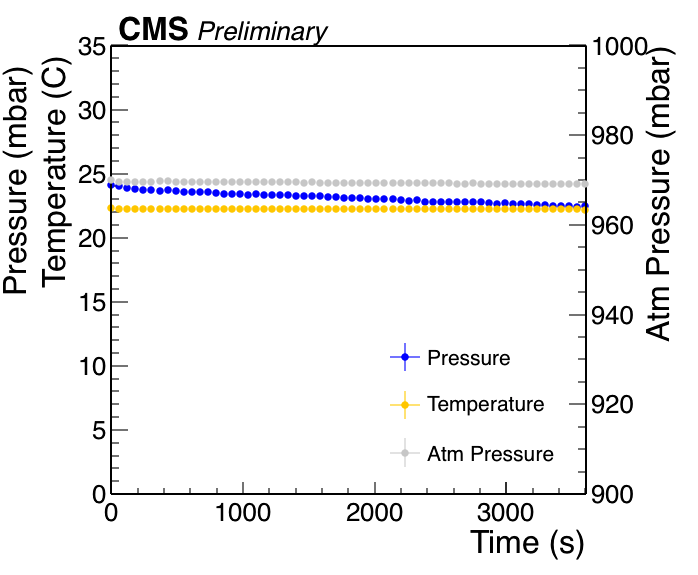 CMS Preliminary
Pressure (mbar)
Temperature (C)
35
30
25
20
15
10
5
0
1000
980
960
940
920
900
Atm Pressure (mbar)
Pressure
Temperature
Atm Pressure
0 1000 2000 3000
Time (s)